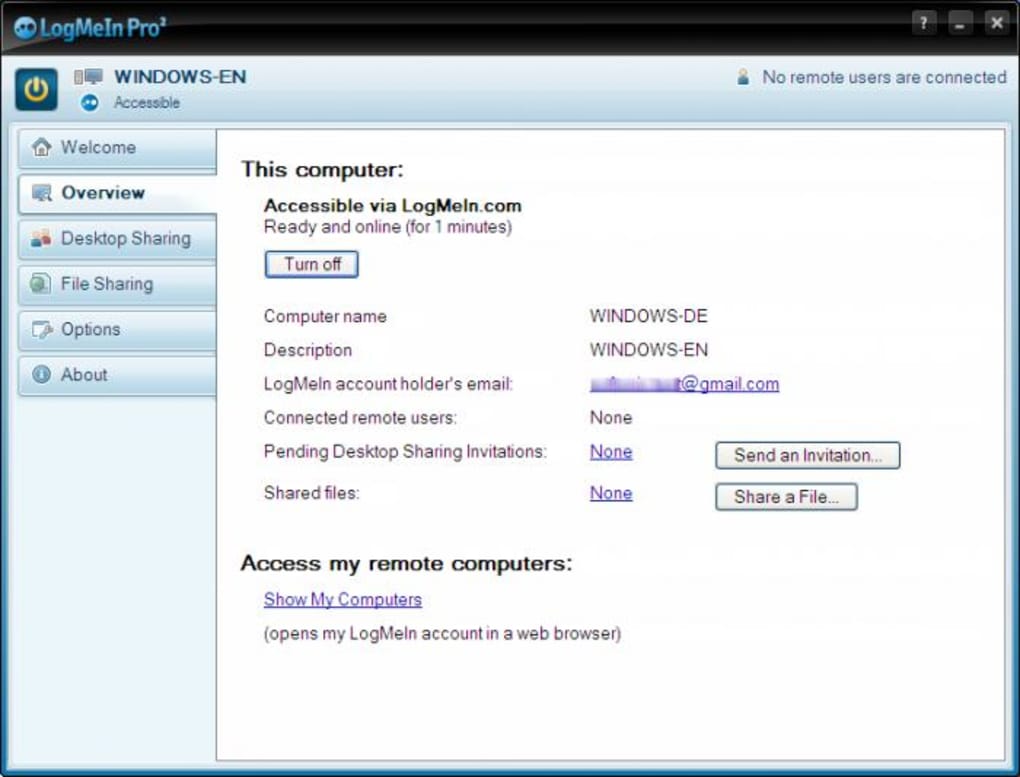 LogMeIn Pro²
?
WINDOWS-EN
No remote users are connected
Accessible
Welcome
Overview
Desktop Sharing
File Sharing
Options
About
This computer:
Accessible via LogMeIn.com
Ready and online (for 1 minutes)
Turn off
Computer name WINDOWS-DE
Description WINDOWS-EN
LogMeIn account holder's email: @gmail.com
Connected remote users: None
Pending Desktop Sharing Invitations: None Send an Invitation...
Shared files: None Share a File...
Access my remote computers:
Show My Computers
(opens my LogMeIn account in a web browser)